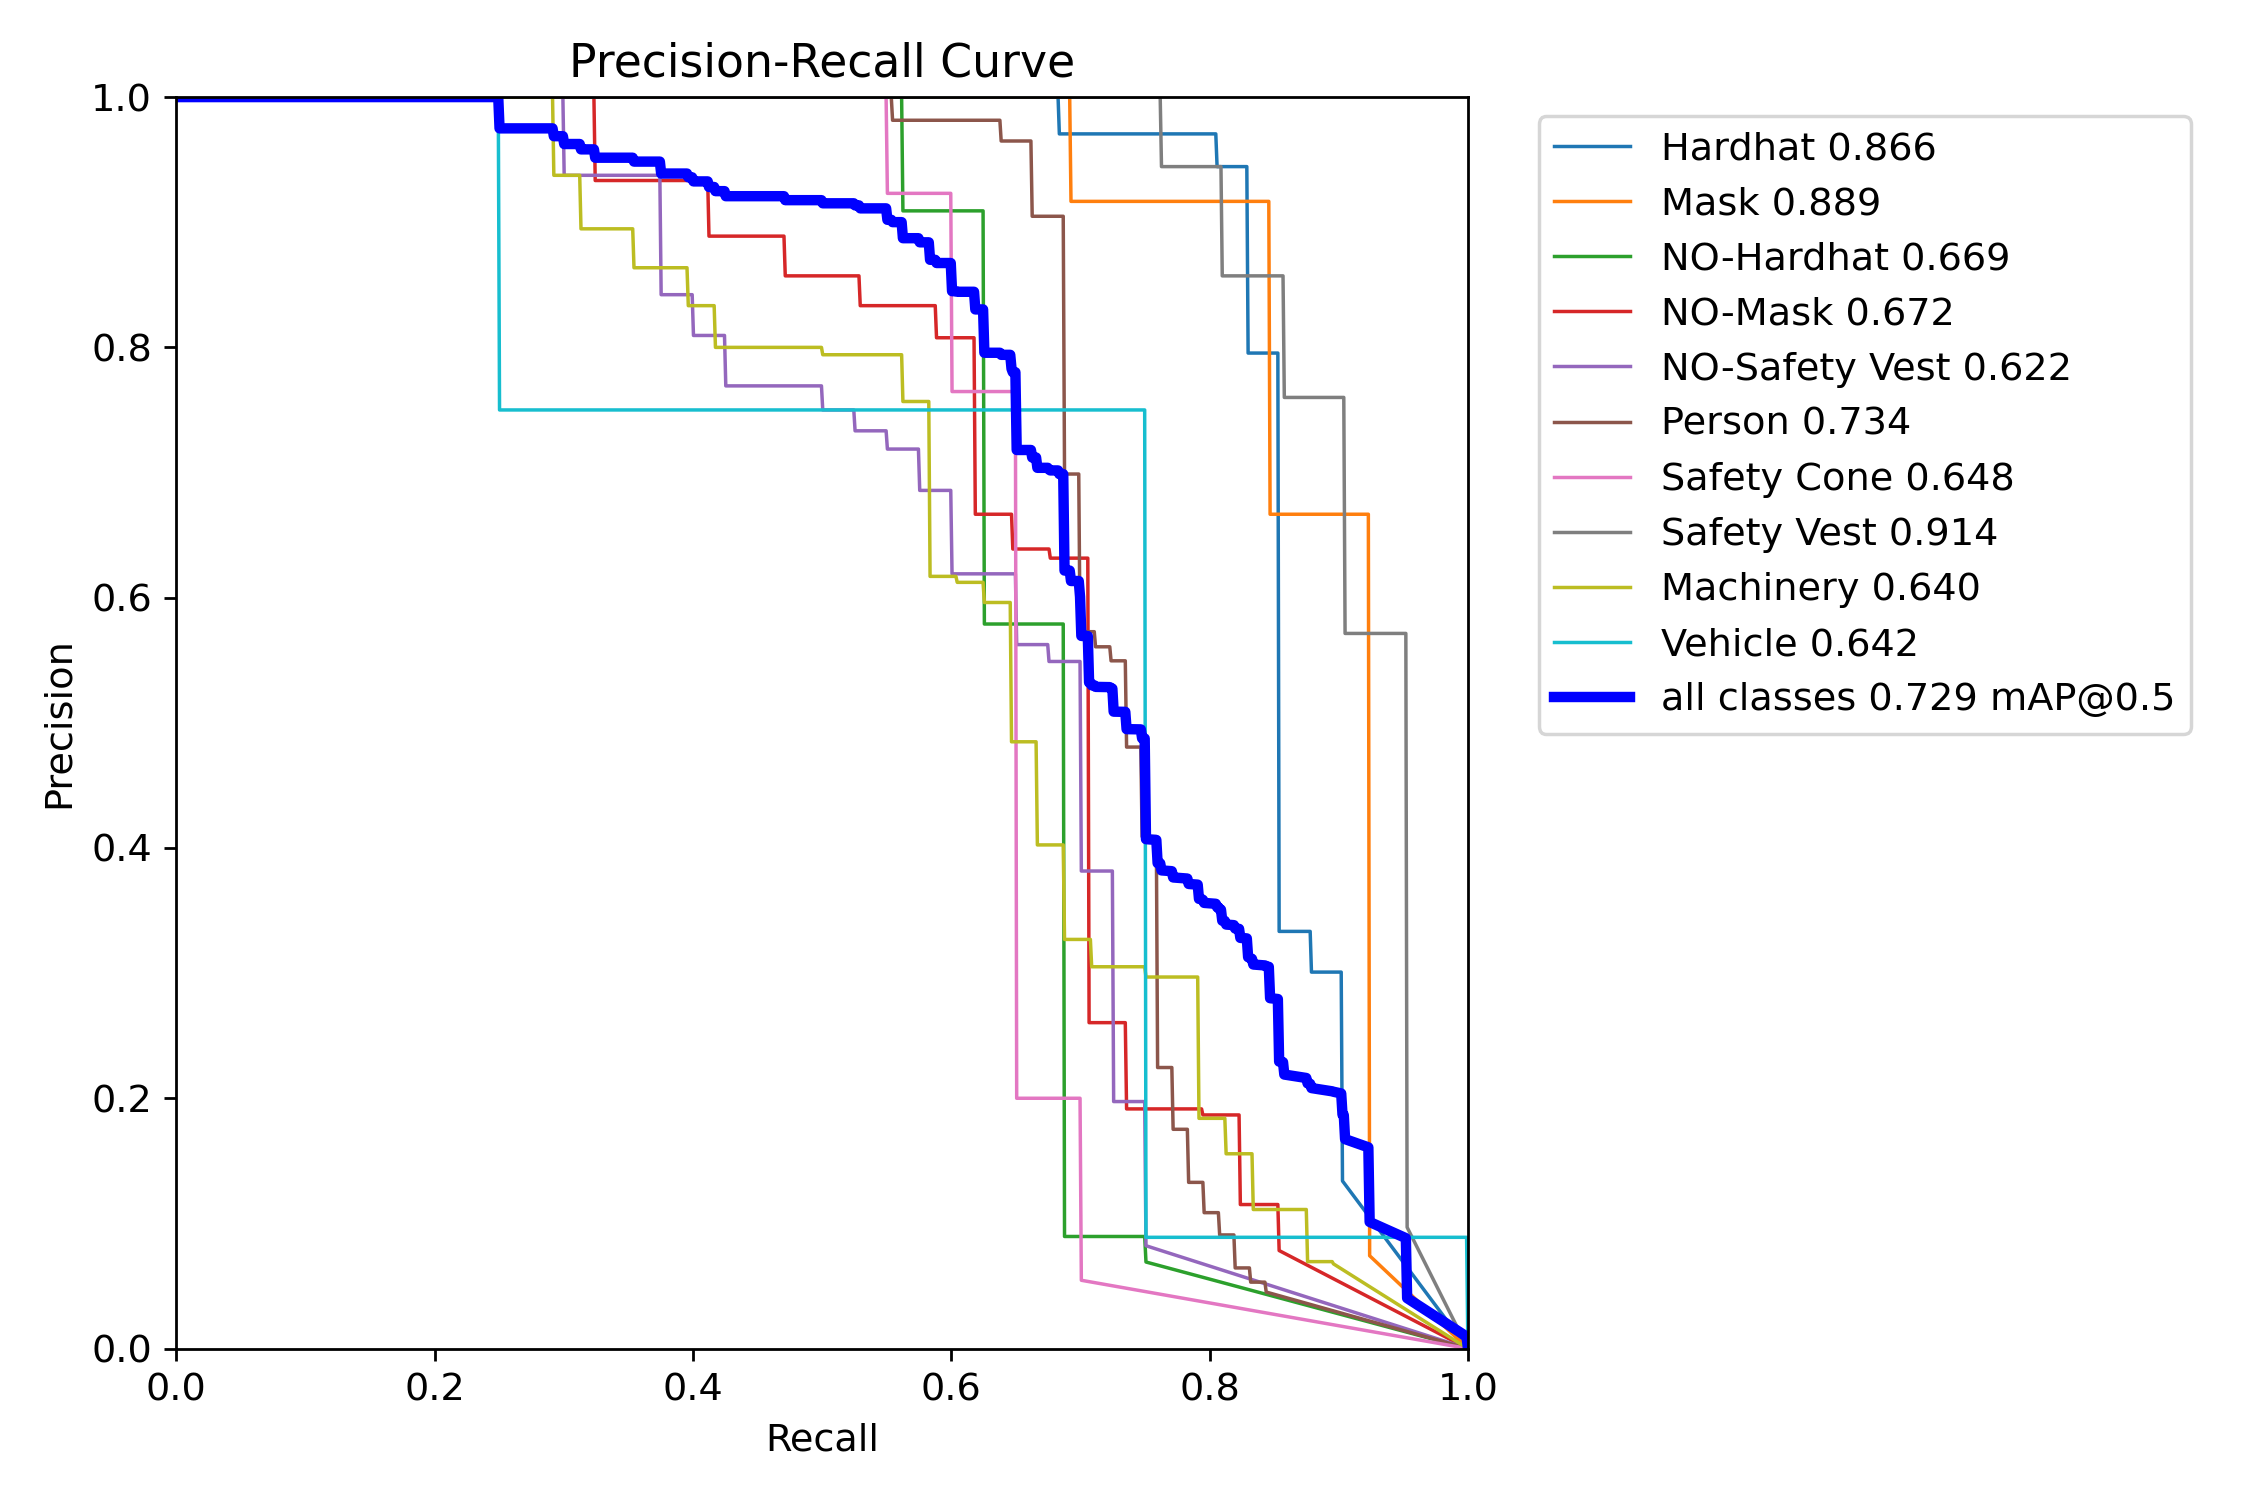 Precision-Recall Curve
1.0
0.8
0.6
0.4
0.2
0.0
Precision
0.0 0.2 0.4 0.6 0.8 1.0
Recall
Hardhat 0.866
Mask 0.889
NO-Hardhat 0.669
NO-Mask 0.672
NO-Safety Vest 0.622
Person 0.734
Safety Cone 0.648
Safety Vest 0.914
Machinery 0.640
Vehicle 0.642
all classes 0.729 mAP@0.5